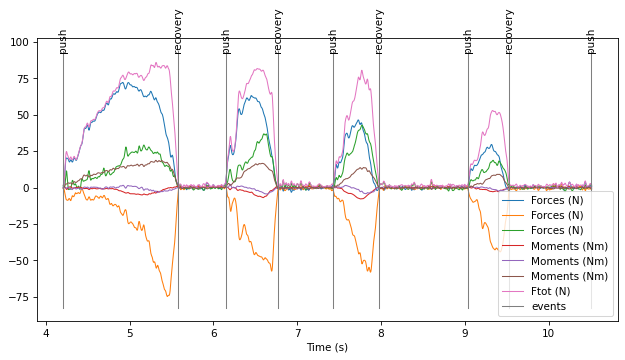 push
recovery
push
recovery
push
recovery
push
recovery
push
100
75
50
25
0
−25
−50
−75
Forces (N)
Forces (N)
Forces (N)
Moments (Nm)
Moments (Nm)
Moments (Nm)
Ftot (N)
events
4 5 6 7 8 9 10
Time (s)